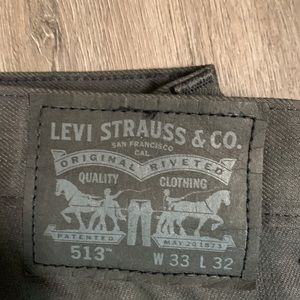 LEVI STRAUSS & CO.
SAN FRANCISCO
CAL
ORIGINAL RIVETED
QUALITY CLOTHING
PATENTED MAY 20 1873
513™ W 33 L 32